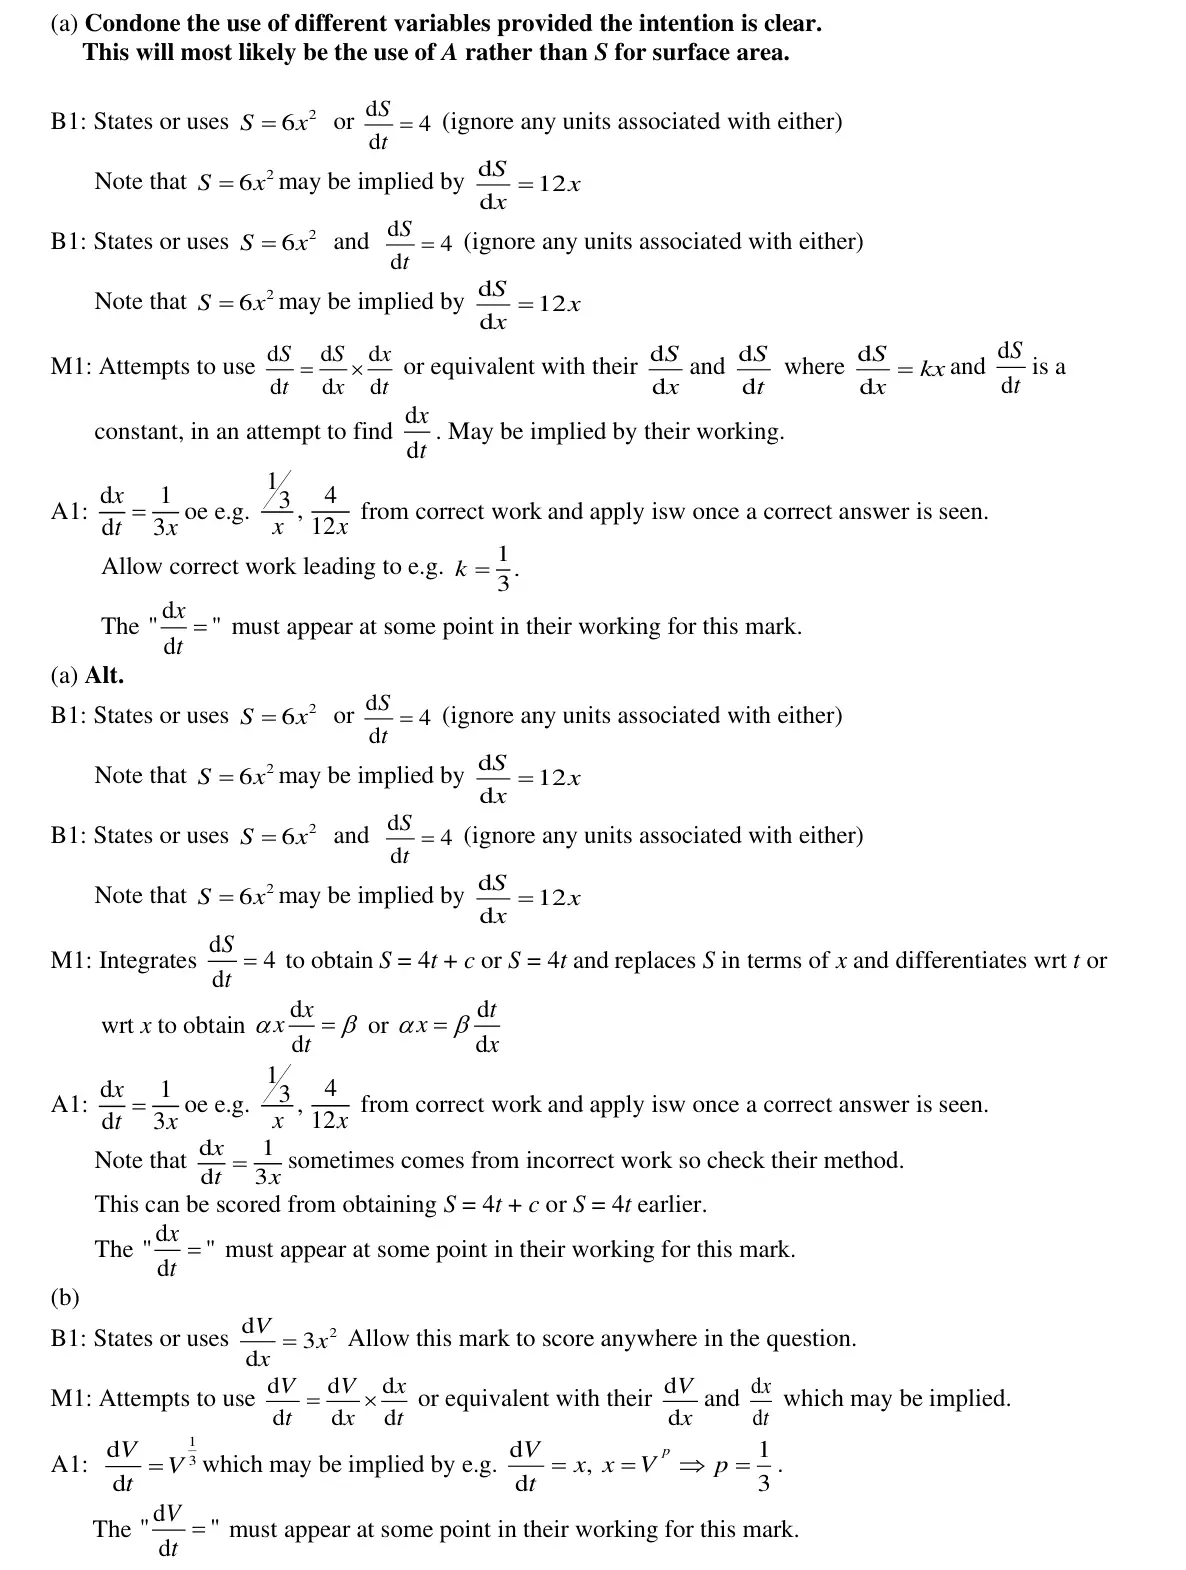 (a) Condone the use of different variables provided the intention is clear.
This will most likely be the use of A rather than S for surface area.
B1: States or uses S = 6x² or dS/dt = 4 (ignore any units associated with either)
Note that S = 6x² may be implied by dS/dx = 12x
B1: States or uses S = 6x² and dS/dt = 4 (ignore any units associated with either)
Note that S = 6x² may be implied by dS/dx = 12x
M1: Attempts to use dS/dt = dS/dx × dx/dt or equivalent with their dS/dx and dS/dt where dS/dx = kx and dS/dt is a
constant, in an attempt to find dx/dt. May be implied by their working.
A1: dx/dt = 1/(3x) oe e.g. (1/3)/x, 4/(12x) from correct work and apply isw once a correct answer is seen.
Allow correct work leading to e.g. k = 1/3.
The "dx/dt =" must appear at some point in their working for this mark.
(a) Alt.
B1: States or uses S = 6x² or dS/dt = 4 (ignore any units associated with either)
Note that S = 6x² may be implied by dS/dx = 12x
B1: States or uses S = 6x² and dS/dt = 4 (ignore any units associated with either)
Note that S = 6x² may be implied by dS/dx = 12x
M1: Integrates dS/dt = 4 to obtain S = 4t + c or S = 4t and replaces S in terms of x and differentiates wrt t or
wrt x to obtain αx dx/dt = β or αx = β dt/dx
A1: dx/dt = 1/(3x) oe e.g. (1/3)/x, 4/(12x) from correct work and apply isw once a correct answer is seen.
Note that dx/dt = 1/(3x) sometimes comes from incorrect work so check their method.
This can be scored from obtaining S = 4t + c or S = 4t earlier.
The "dx/dt =" must appear at some point in their working for this mark.
(b)
B1: States or uses dV/dx = 3x² Allow this mark to score anywhere in the question.
M1: Attempts to use dV/dt = dV/dx × dx/dt or equivalent with their dV/dx and dx/dt which may be implied.
A1: dV/dt = V^(1/3) which may be implied by e.g. dV/dt = x, x = V^p ⇒ p = 1/3.
The "dV/dt =" must appear at some point in their working for this mark.